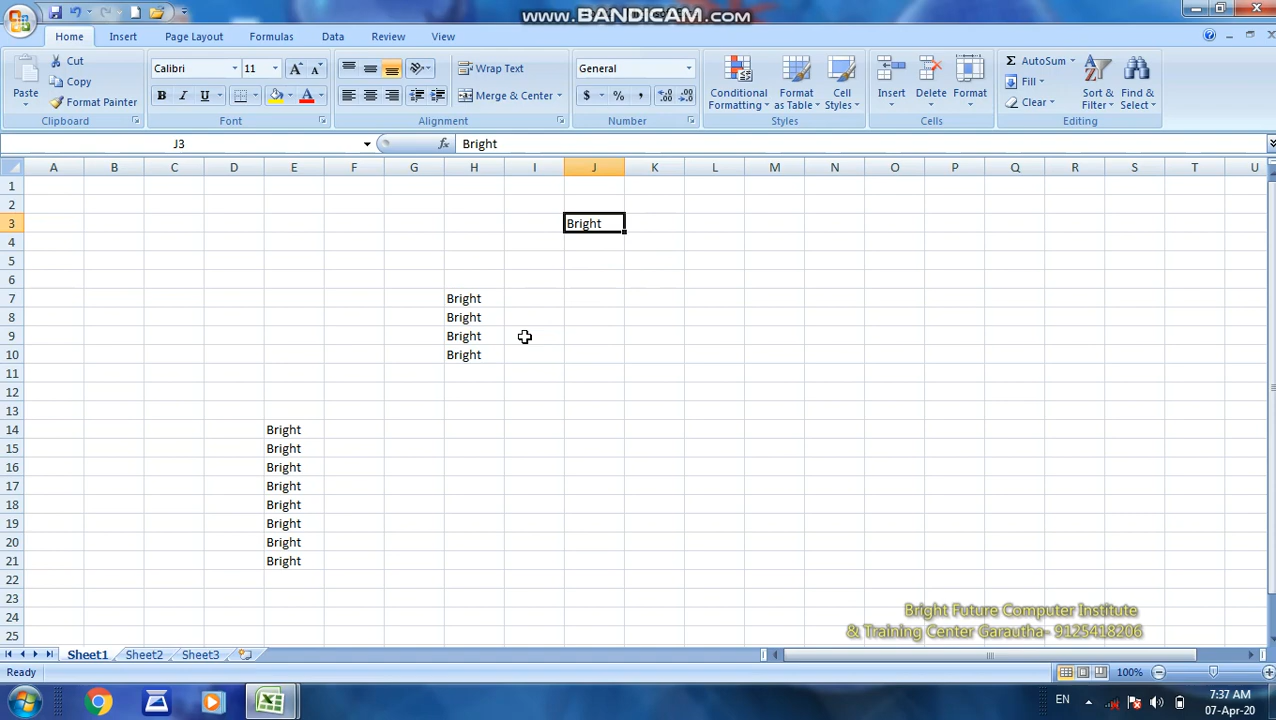 www.BANDICAM.com
Home Insert Page Layout Formulas Data Review View
Paste
Cut
Copy
Format Painter
Clipboard
Calibri 11 A A
B I U A
Font
Wrap Text
Merge & Center
Alignment
General
$ % ,
Number
Conditional Formatting
Format as Table
Cell Styles
Styles
Insert Delete Format
Cells
Σ AutoSum
Fill
Clear
Sort & Filter
Find & Select
Editing
J3 fx Bright
A B C D E F G H I J K L M N O P Q R S T U
1
2
3 Bright
4
5
6
7 Bright
8 Bright
9 Bright
10 Bright
11
12
13
14 Bright
15 Bright
16 Bright
17 Bright
18 Bright
19 Bright
20 Bright
21 Bright
22
23
24
25
Bright Future Computer Institute
& Training Center Garautha- 9125418206
Sheet1 Sheet2 Sheet3
Ready 100%
EN 7:37 AM
07-Apr-20